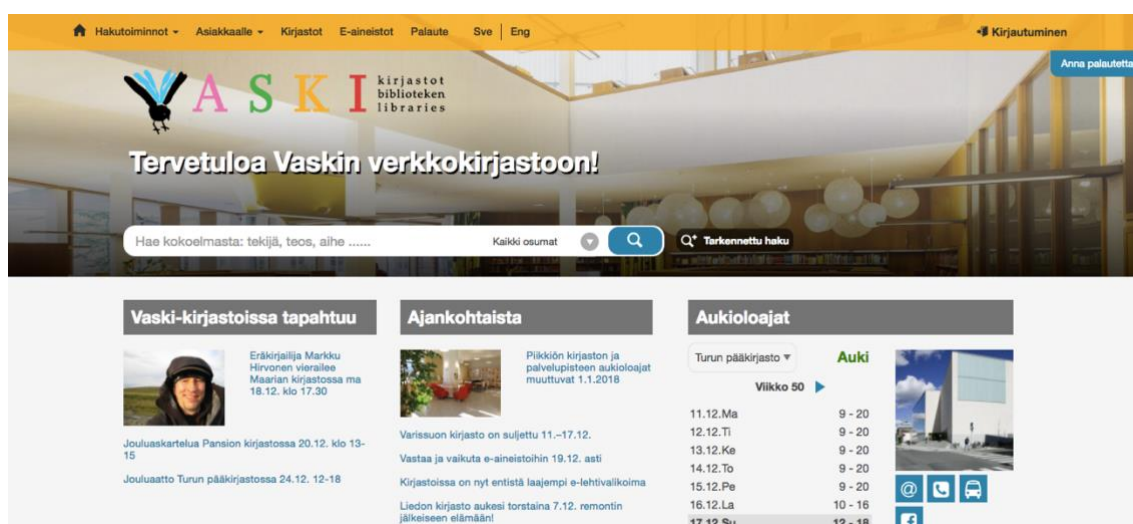 Hakutoiminnot Asiakkaalle Kirjastot E-aineistot Palaute Sve Eng Kirjautuminen
Anna palautetta
VASKI
kirjastot
biblioteken
libraries
Tervetuloa Vaskin verkkokirjastoon!
Hae kokoelmasta: tekijä, teos, aihe ...... Kaikki osumat Tarkennettu haku
Vaski-kirjastoissa tapahtuu
Eräkirjailija Markku
Hirvonen vierailee
Maarian kirjastossa ma
18.12. klo 17.30
Jouluaskartelua Pansion kirjastossa 20.12. klo 13-
15
Jouluaatto Turun pääkirjastossa 24.12. 12-18
Ajankohtaista
Piikkiön kirjaston ja
palvelupisteen aukioloajat
muuttuvat 1.1.2018
Varissuon kirjasto on suljettu 11.–17.12.
Vastaa ja vaikuta e-aineistoihin 19.12. asti
Kirjastoissa on nyt entistä laajempi e-lehtivalikoima
Liedon kirjasto aukesi torstaina 7.12. remontin
jälkeiseen elämään!
Aukioloajat
Turun pääkirjasto Auki
Viikko 50
11.12.Ma 9 - 20
12.12.Ti 9 - 20
13.12.Ke 9 - 20
14.12.To 9 - 20
15.12.Pe 9 - 20
16.12.La 10 - 16
17.12.Su 12 - 18